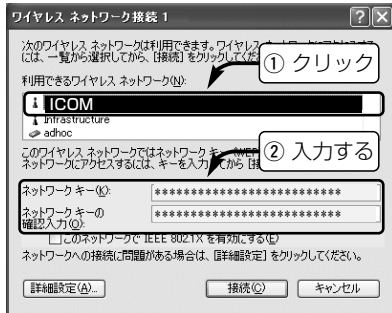 ワイヤレス ネットワーク接続 1
次のワイヤレス ネットワークは利用できます。ワイヤレス
には、一覧から選択してから、[接続] をクリックしてくだ
① クリック
利用できるワイヤレス ネットワーク(N):
ICOM
Infrastructure
adhoc
このワイヤレス ネットワークではネットワーク キー (WEP
ネットワークにアクセスするには、キーを入力してから [接
② 入力する
ネットワーク キー(K): **************************
ネットワーク キーの
確認入力(O): **************************
このネットワークで IEEE 802.1X を有効にする(E)
ネットワークへの接続に問題がある場合は、[詳細設定] をクリックしてください。
詳細設定(A)... 接続(C) キャンセル